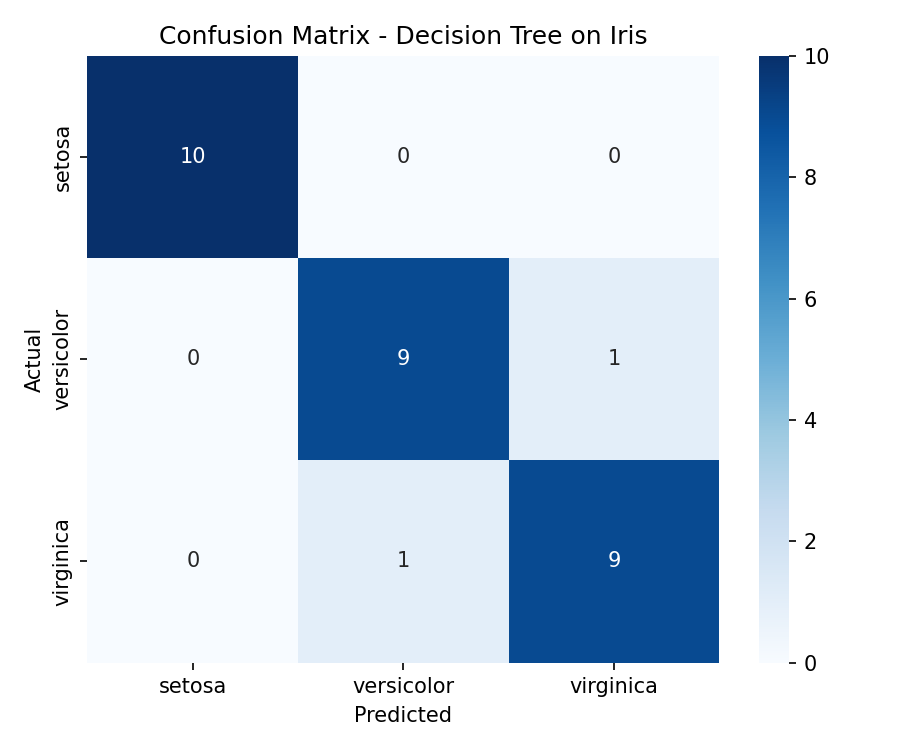 Confusion Matrix - Decision Tree on Iris
10
setosa
10 0 0
8
6
Actual
versicolor
0 9 1
4
2
virginica
0 1 9
0
setosa versicolor virginica
Predicted